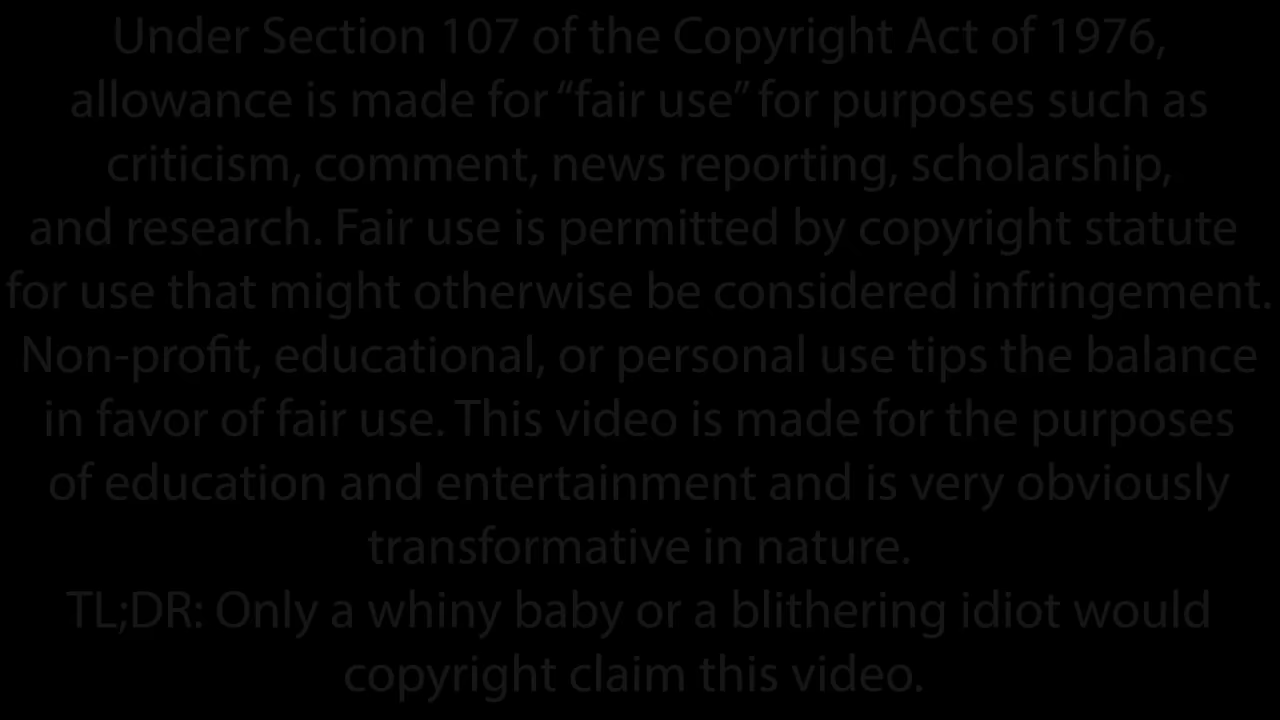 Under Section 107 of the Copyright Act of 1976,
allowance is made for “fair use” for purposes such as
criticism, comment, news reporting, scholarship,
and research. Fair use is permitted by copyright statute
for use that might otherwise be considered infringement.
Non-profit, educational, or personal use tips the balance
in favor of fair use. This video is made for the purposes
of education and entertainment and is very obviously
transformative in nature.
TL;DR: Only a whiny baby or a blithering idiot would
copyright claim this video.